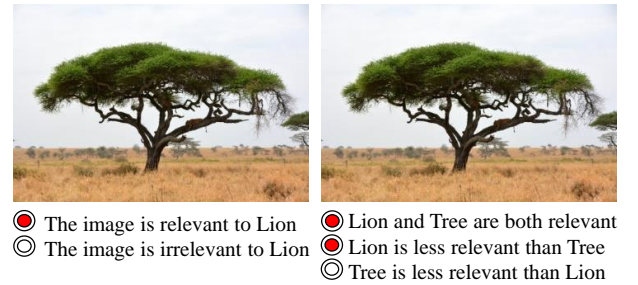 The image is relevant to Lion
The image is irrelevant to Lion
Lion and Tree are both relevant
Lion is less relevant than Tree
Tree is less relevant than Lion